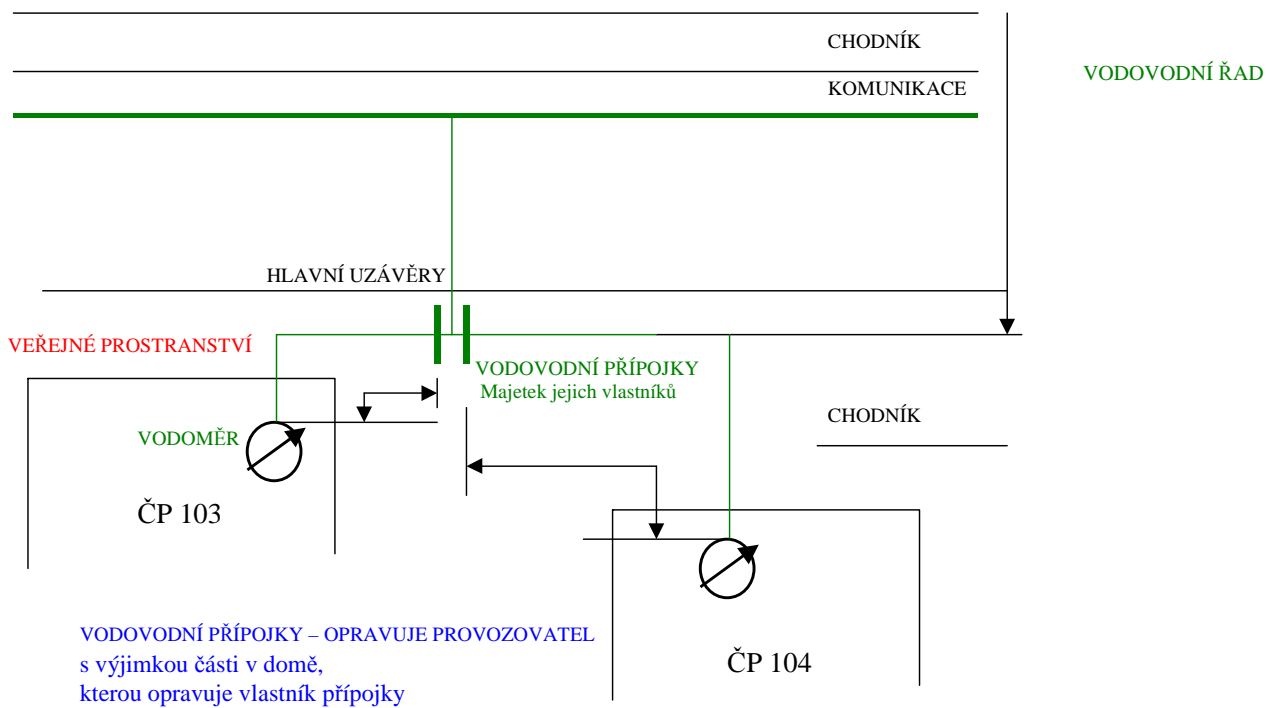 CHODNÍK
VODOVODNÍ ŘAD
KOMUNIKACE
HLAVNÍ UZÁVĚRY
VEŘEJNÉ PROSTRANSTVÍ
VODOVODNÍ PŘÍPOJKY
Majetek jejich vlastníků
CHODNÍK
VODOMĚR
ČP 103
VODOVODNÍ PŘÍPOJKY – OPRAVUJE PROVOZOVATEL
s výjimkou části v domě,
kterou opravuje vlastník přípojky
ČP 104